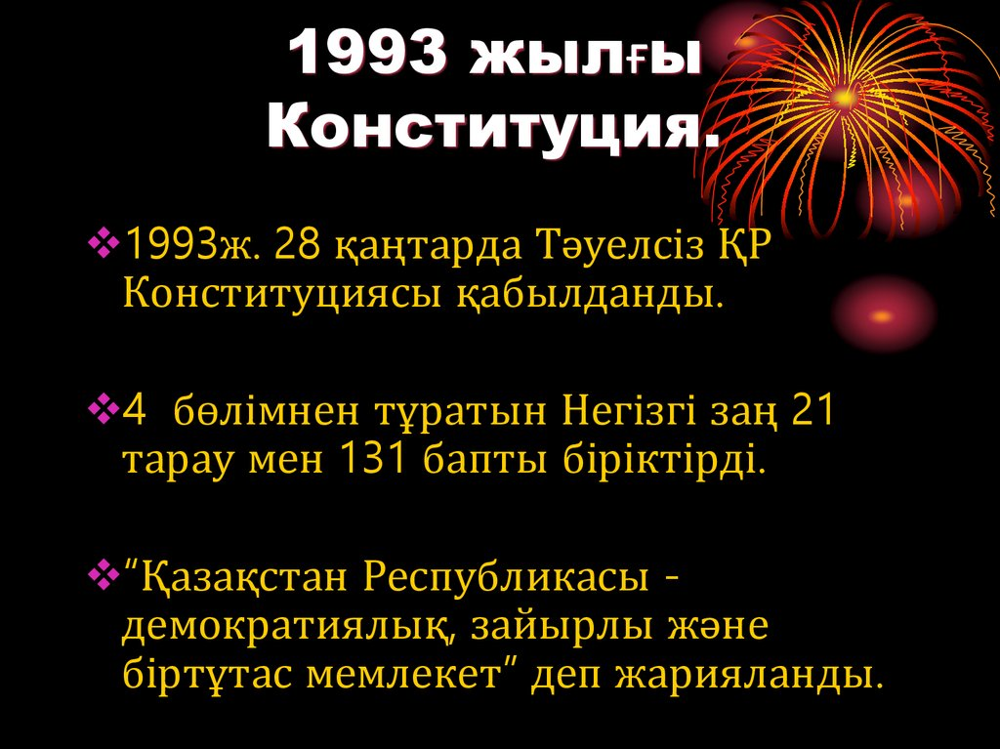 1993 жылғы
Конституция.
❖1993ж. 28 қаңтарда Тәуелсіз ҚР
Конституциясы қабылданды.
❖4 бөлімнен тұратын Негізгі заң 21
тарау мен 131 бапты біріктірді.
❖“Қазақстан Республикасы -
демократиялық, зайырлы және
біртұтас мемлекет” деп жарияланды.